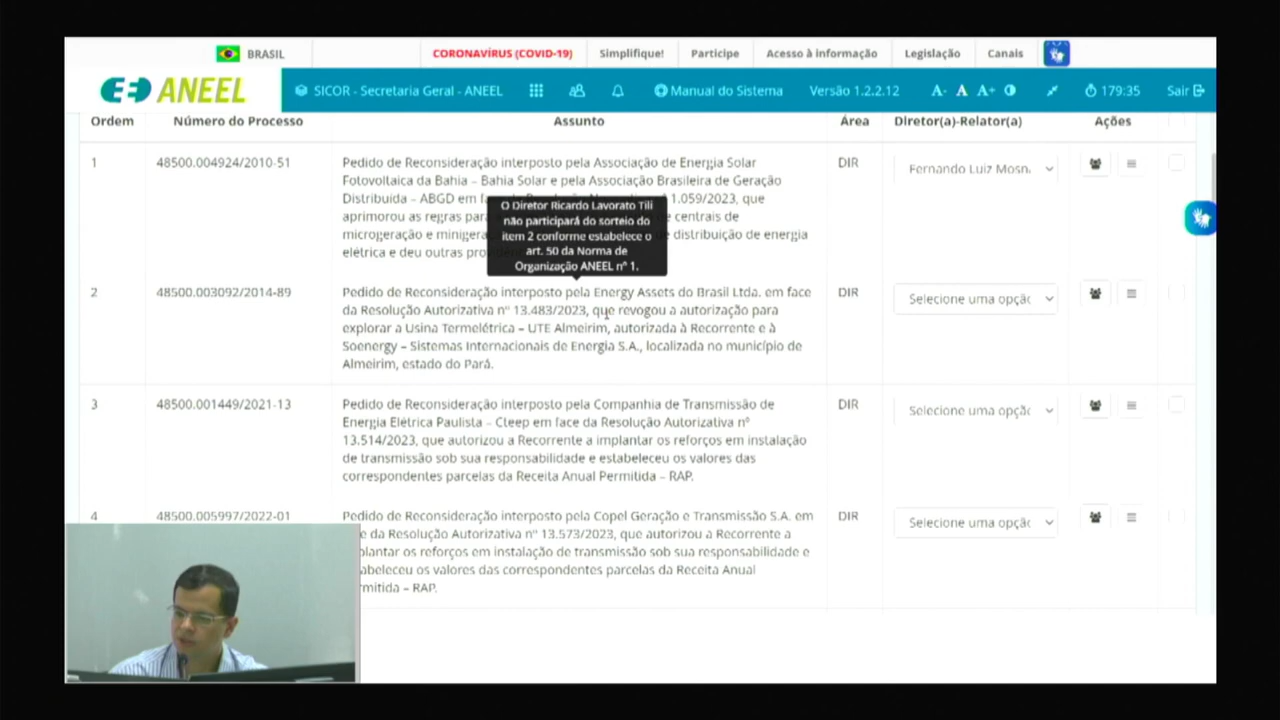 BRASIL
CORONAVÍRUS (COVID-19)
Simplifique!
Participe
Acesso à informação
Legislação
Canais
ANEEL
SICOR - Secretaria Geral - ANEEL
Manual do Sistema
Versão 1.2.2.12
A-
A
A+
179:35
Sair
Ordem
Número do Processo
Assunto
Área
Diretor(a)-Relator(a)
Ações
1
48500.004924/2010-51
Pedido de Reconsideração interposto pela Associação de Energia Solar
Fotovoltaica da Bahia – Bahia Solar e pela Associação Brasileira de Geração
Distribuída – ABGD em
1.059/2023, que
aprimorou as regras para
de centrais de
microgeração e
distribuição de energia
elétrica e deu outras
DIR
Fernando Luiz Mosn
O Diretor Ricardo Lavorato Tili
não participará do sorteio do
item 2 conforme estabelece o
art. 50 da Norma de
Organização ANEEL nº 1.
2
48500.003092/2014-89
Pedido de Reconsideração interposto pela Energy Assets do Brasil Ltda. em face
da Resolução Autorizativa nº 13.483/2023, que revogou a autorização para
explorar a Usina Termelétrica – UTE Almeirim, autorizada à Recorrente e à
Soenergy – Sistemas Internacionais de Energia S.A., localizada no município de
Almeirim, estado do Pará.
DIR
Selecione uma opçã
3
48500.001449/2021-13
Pedido de Reconsideração interposto pela Companhia de Transmissão de
Energia Elétrica Paulista – Cteep em face da Resolução Autorizativa nº
13.514/2023, que autorizou a Recorrente a implantar os reforços em instalação
de transmissão sob sua responsabilidade e estabeleceu os valores das
correspondentes parcelas da Receita Anual Permitida – RAP.
DIR
Selecione uma opçã
4
48500.005997/2022-01
Pedido de Reconsideração interposto pela Copel Geração e Transmissão S.A. em
da Resolução Autorizativa nº 13.573/2023, que autorizou a Recorrente a
plantar os reforços em instalação de transmissão sob sua responsabilidade e
abeleceu os valores das correspondentes parcelas da Receita Anual
rmitida – RAP.
DIR
Selecione uma opçã